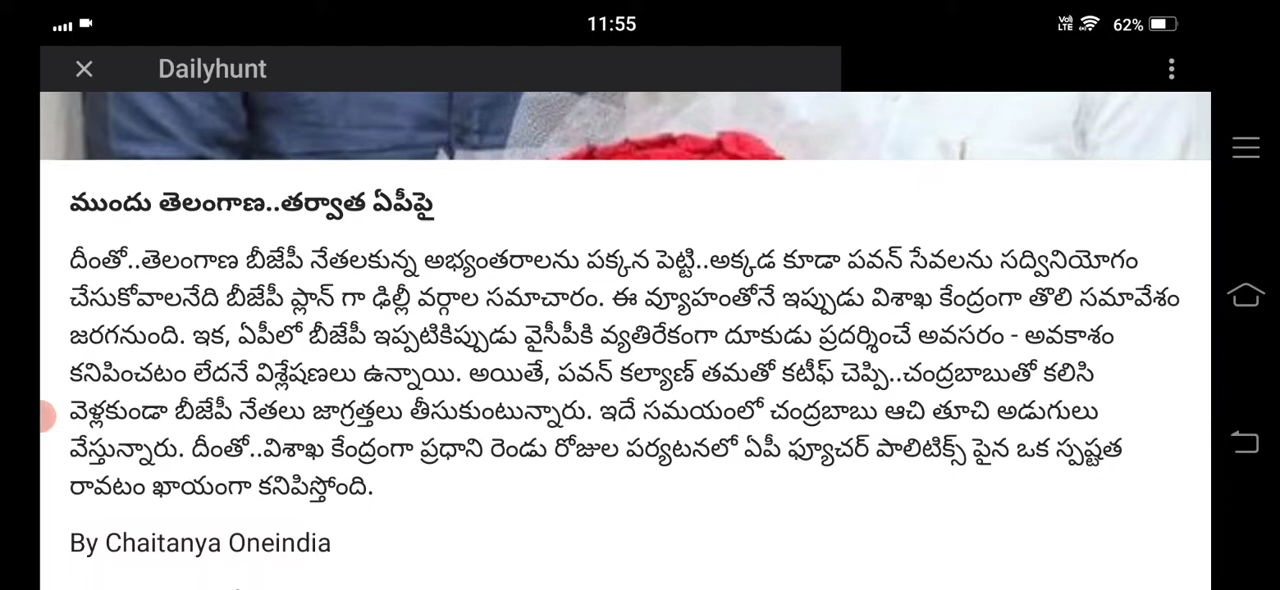 11:55
Vo)
LTE
62%
Dailyhunt
ముందు తెలంగాణ..తర్వాత ఏపీపై
దీంతో..తెలంగాణ బీజేపీ నేతలకున్న అభ్యంతరాలను పక్కన పెట్టి..అక్కడ కూడా పవన్ సేవలను సద్వినియోగం
చేసుకోవాలనేది బీజేపీ ప్లాన్ గా ఢిల్లీ వర్గాల సమాచారం. ఈ వ్యూహంతోనే ఇప్పుడు విశాఖ కేంద్రంగా తొలి సమావేశం
జరగనుంది. ఇక, ఏపీలో బీజేపీ ఇప్పటికిప్పుడు వైసీపీకి వ్యతిరేకంగా దూకుడు ప్రదర్శించే అవసరం - అవకాశం
కనిపించటం లేదనే విశ్లేషణలు ఉన్నాయి. అయితే, పవన్ కల్యాణ్ తమతో కటీఫ్ చెప్పి..చంద్రబాబుతో కలిసి
వెళ్లకుండా బీజేపీ నేతలు జాగ్రత్తలు తీసుకుంటున్నారు. ఇదే సమయంలో చంద్రబాబు ఆచి తూచి అడుగులు
వేస్తున్నారు. దీంతో..విశాఖ కేంద్రంగా ప్రధాని రెండు రోజుల పర్యటనలో ఏపీ ఫ్యూచర్ పాలిటిక్స్ పైన ఒక స్పష్టత
రావటం ఖాయంగా కనిపిస్తోంది.
By Chaitanya Oneindia